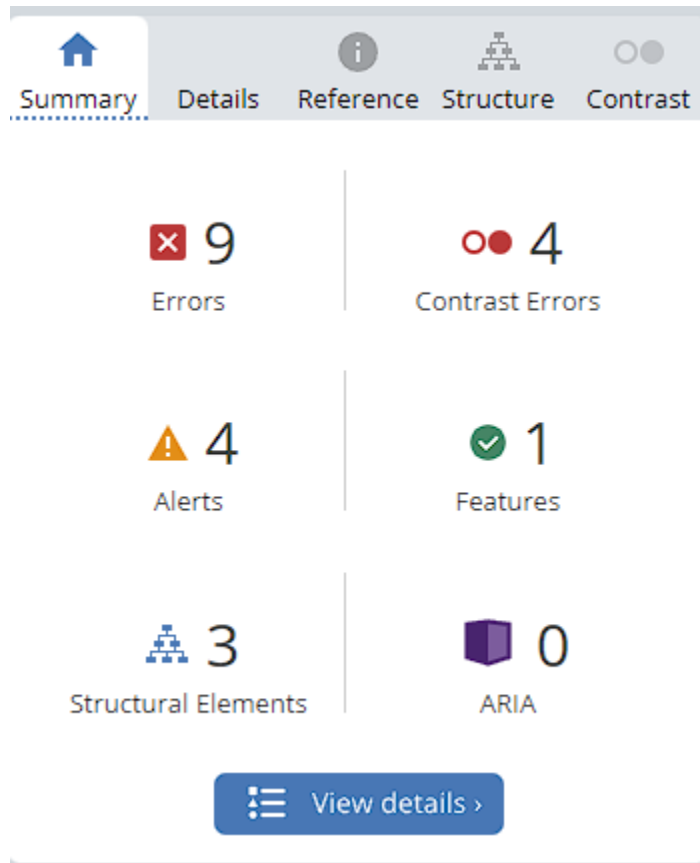 Summary Details Reference Structure Contrast
9 4
Errors Contrast Errors
4 1
Alerts Features
3 0
Structural Elements ARIA
View details ›